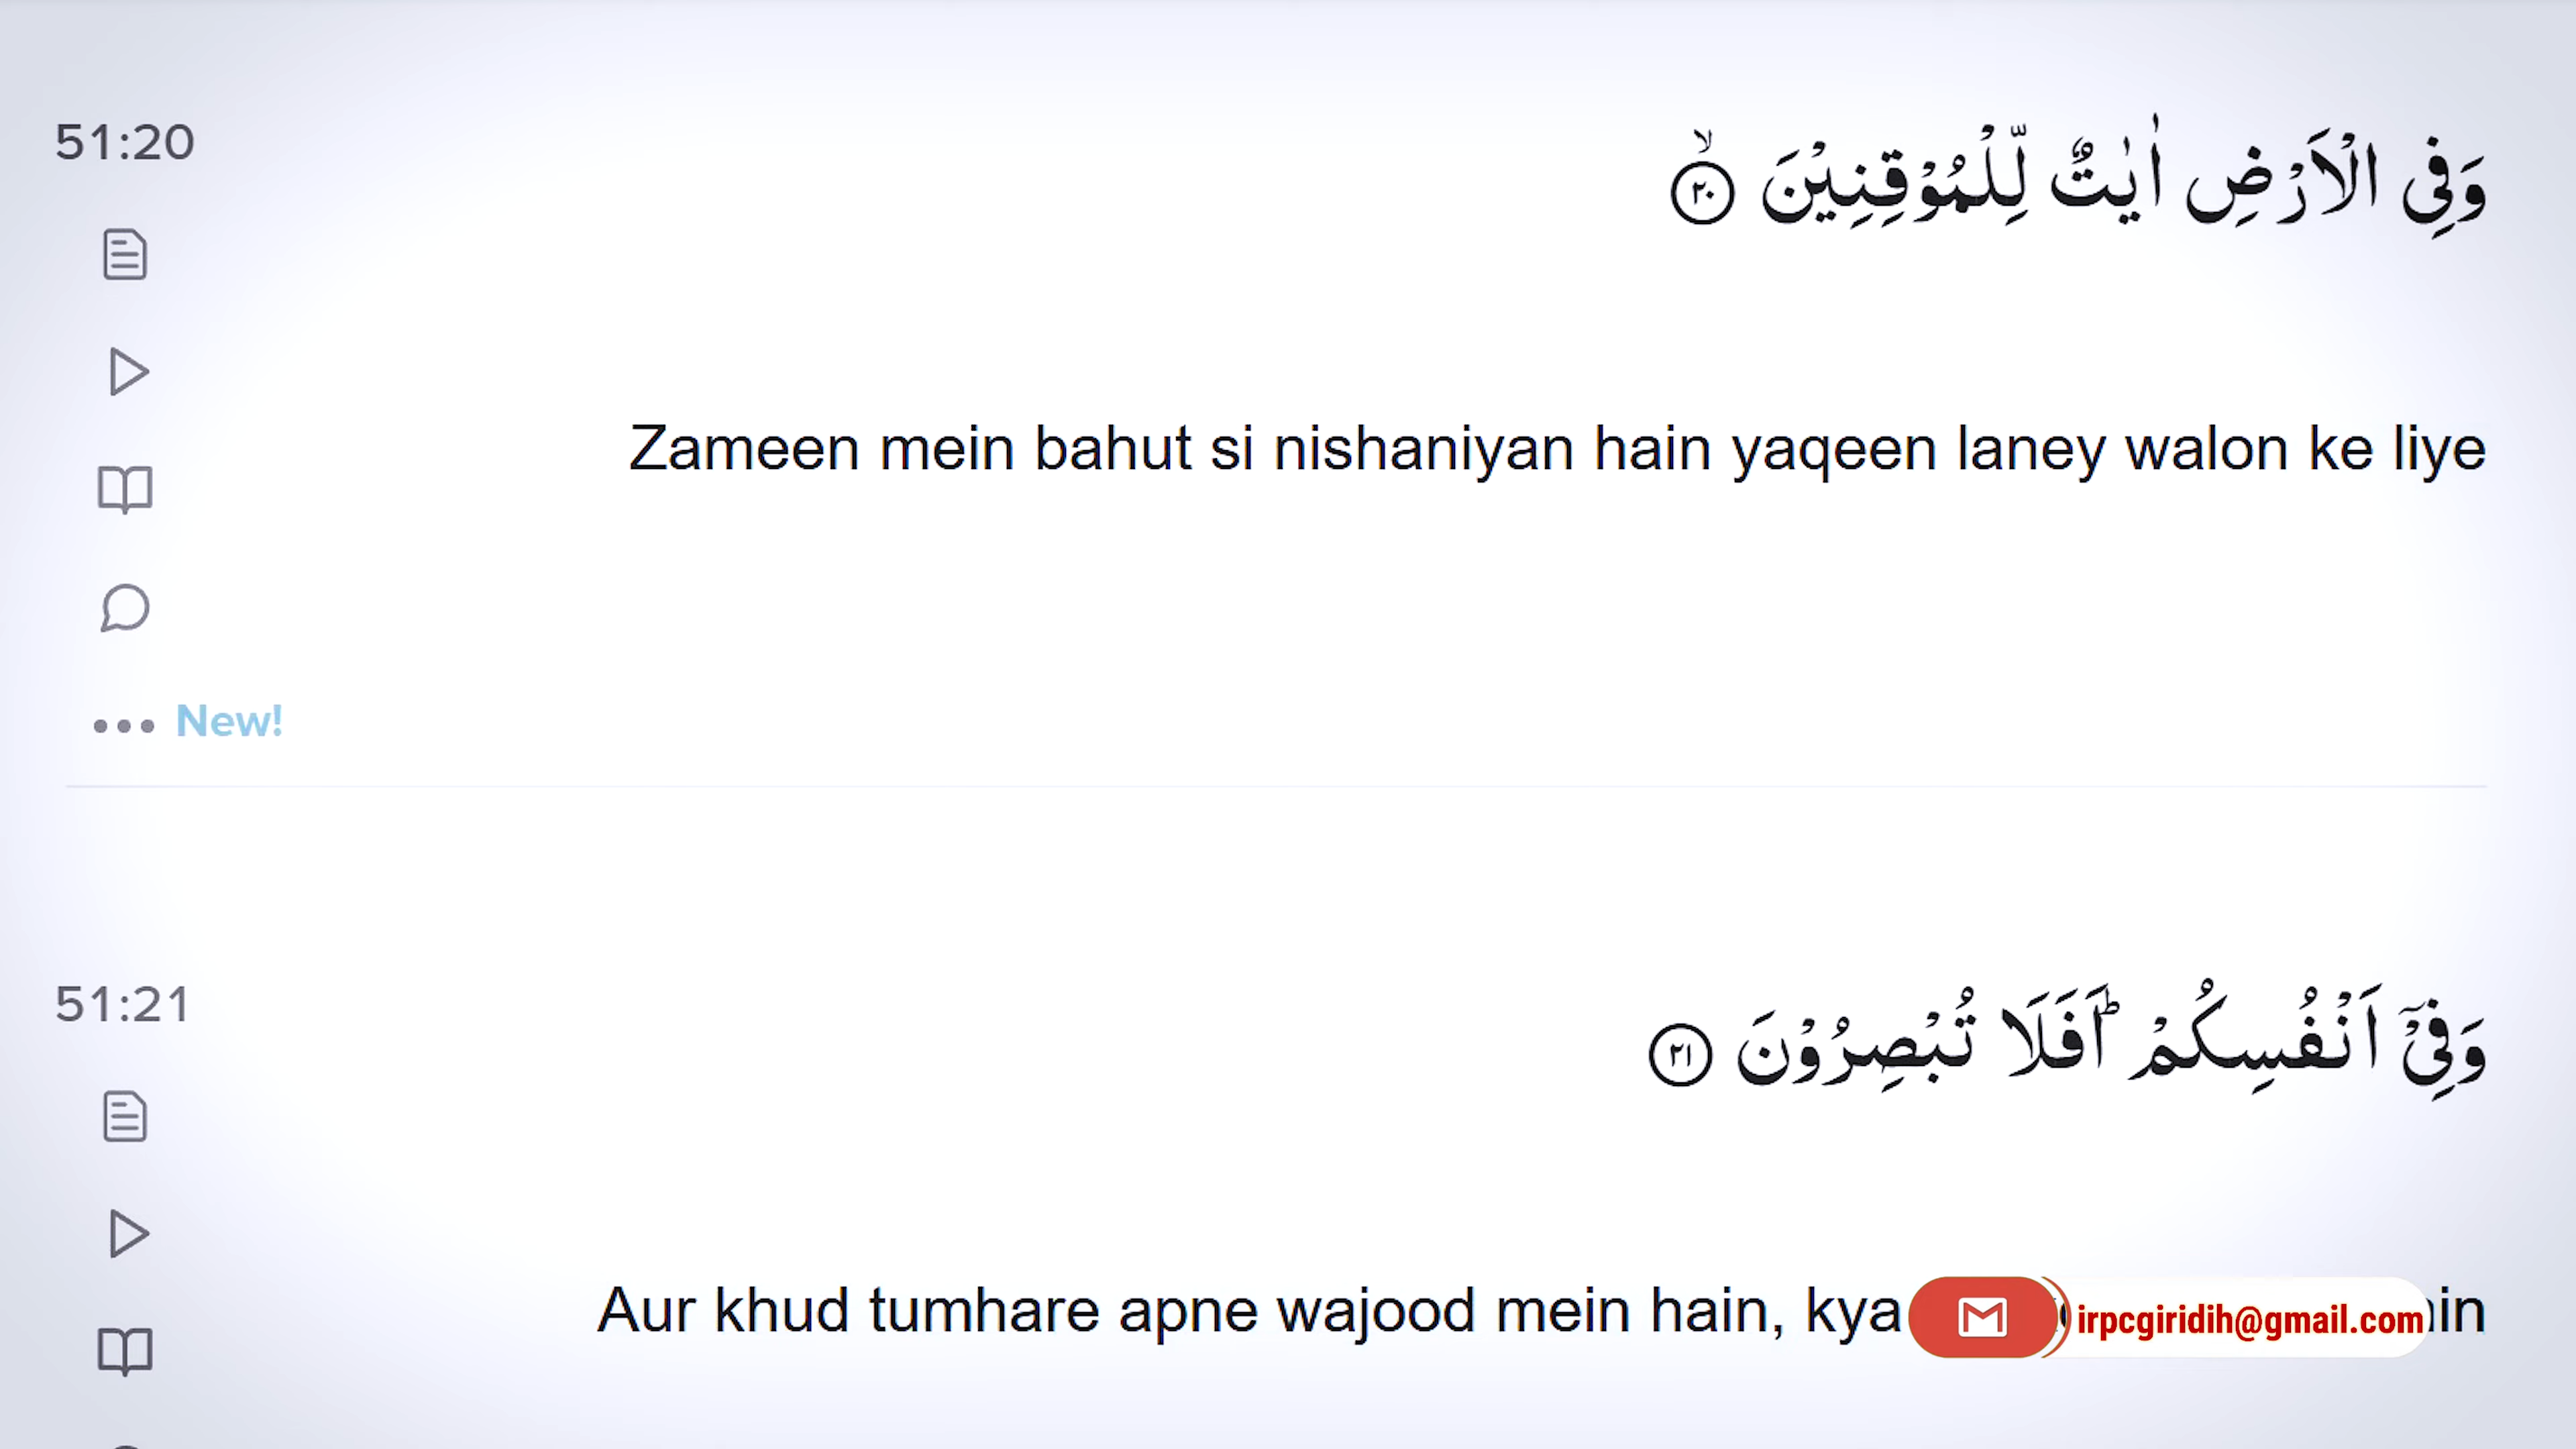 51:20
وَفِى الْاَرْضِ اٰيٰتٌ لِّلْمُوْقِنِيْنَ ۙ ٢٠
Zameen mein bahut si nishaniyan hain yaqeen laney walon ke liye
New!
51:21
وَفِىْٓ اَنْفُسِكُمْ ؕ اَفَلَا تُبْصِرُوْنَ ٢١
Aur khud tumhare apne wajood mein hain, kya
irpcgiridih@gmail.com